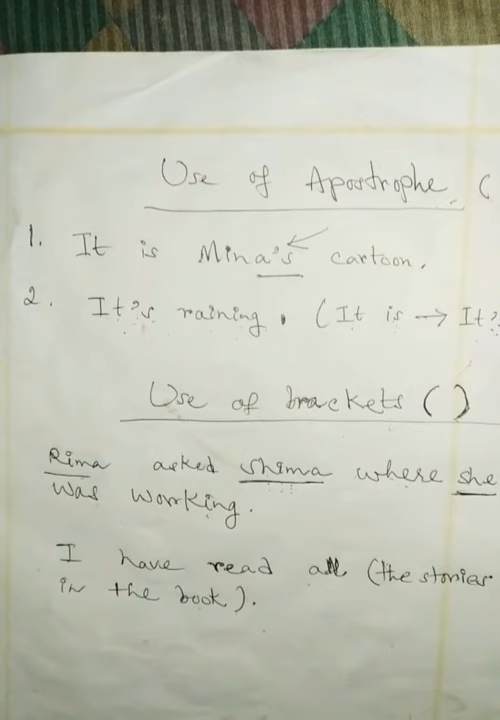 Use of Apostrophe (
1. It is Mina's cartoon.
2. It's raining. (It is → It'
Use of brackets ( )
Rima asked Shima where she
was working.
I have read all (the stories
in the book).